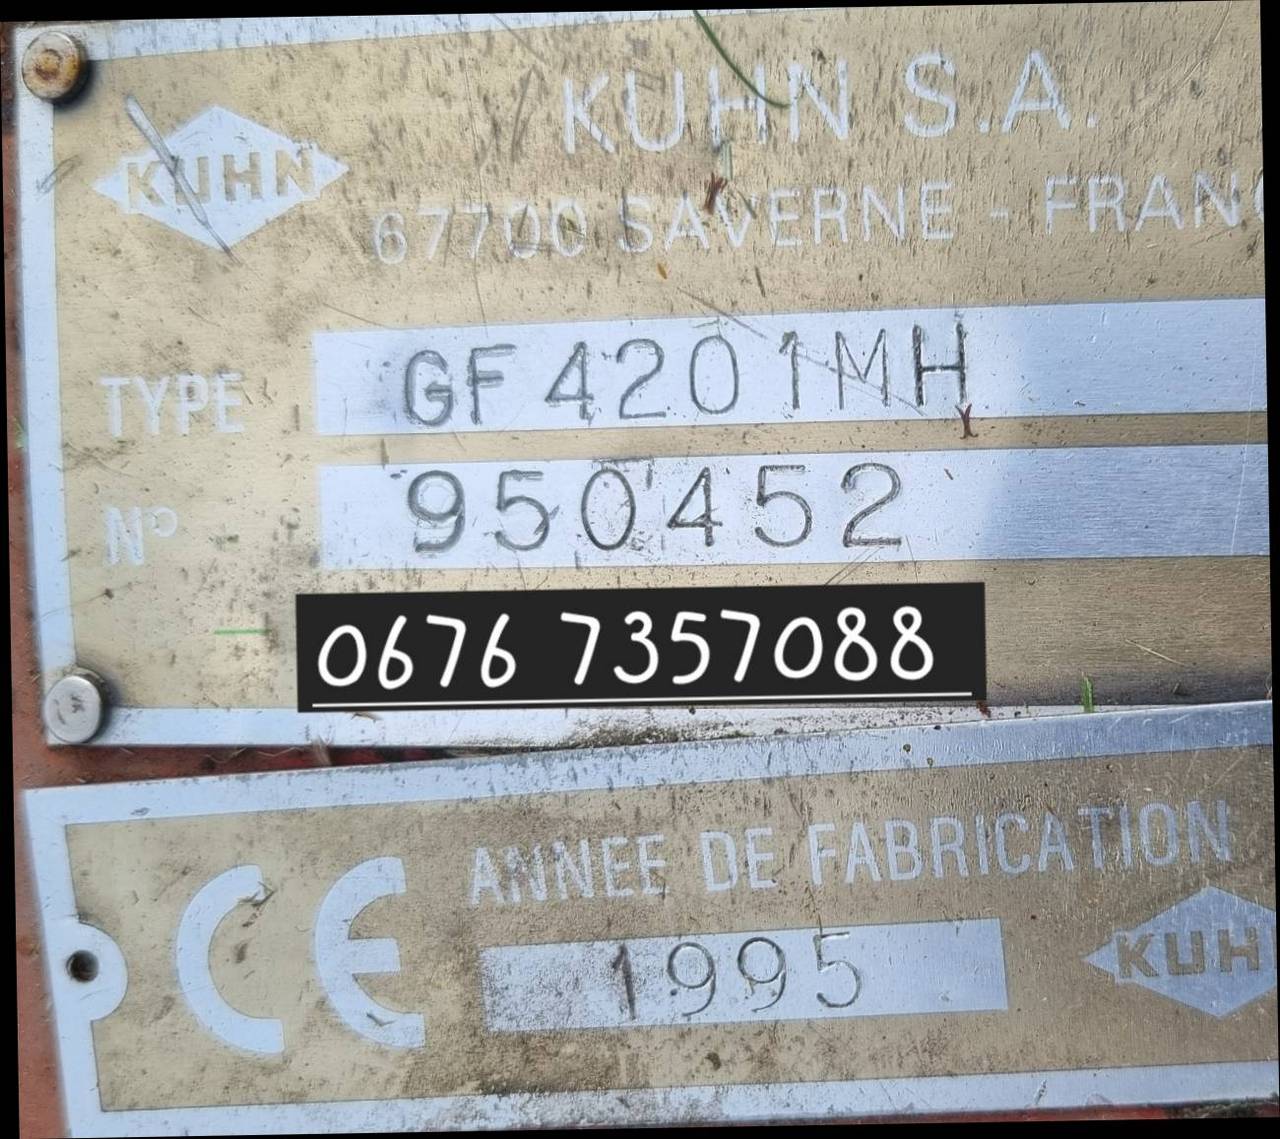 KUHN
KUHN S.A.
67700 SAVERNE - FRANC
TYPE GF 4201MH
N° 950452
0676 7357088
CE
ANNEE DE FABRICATION
1995
KUH